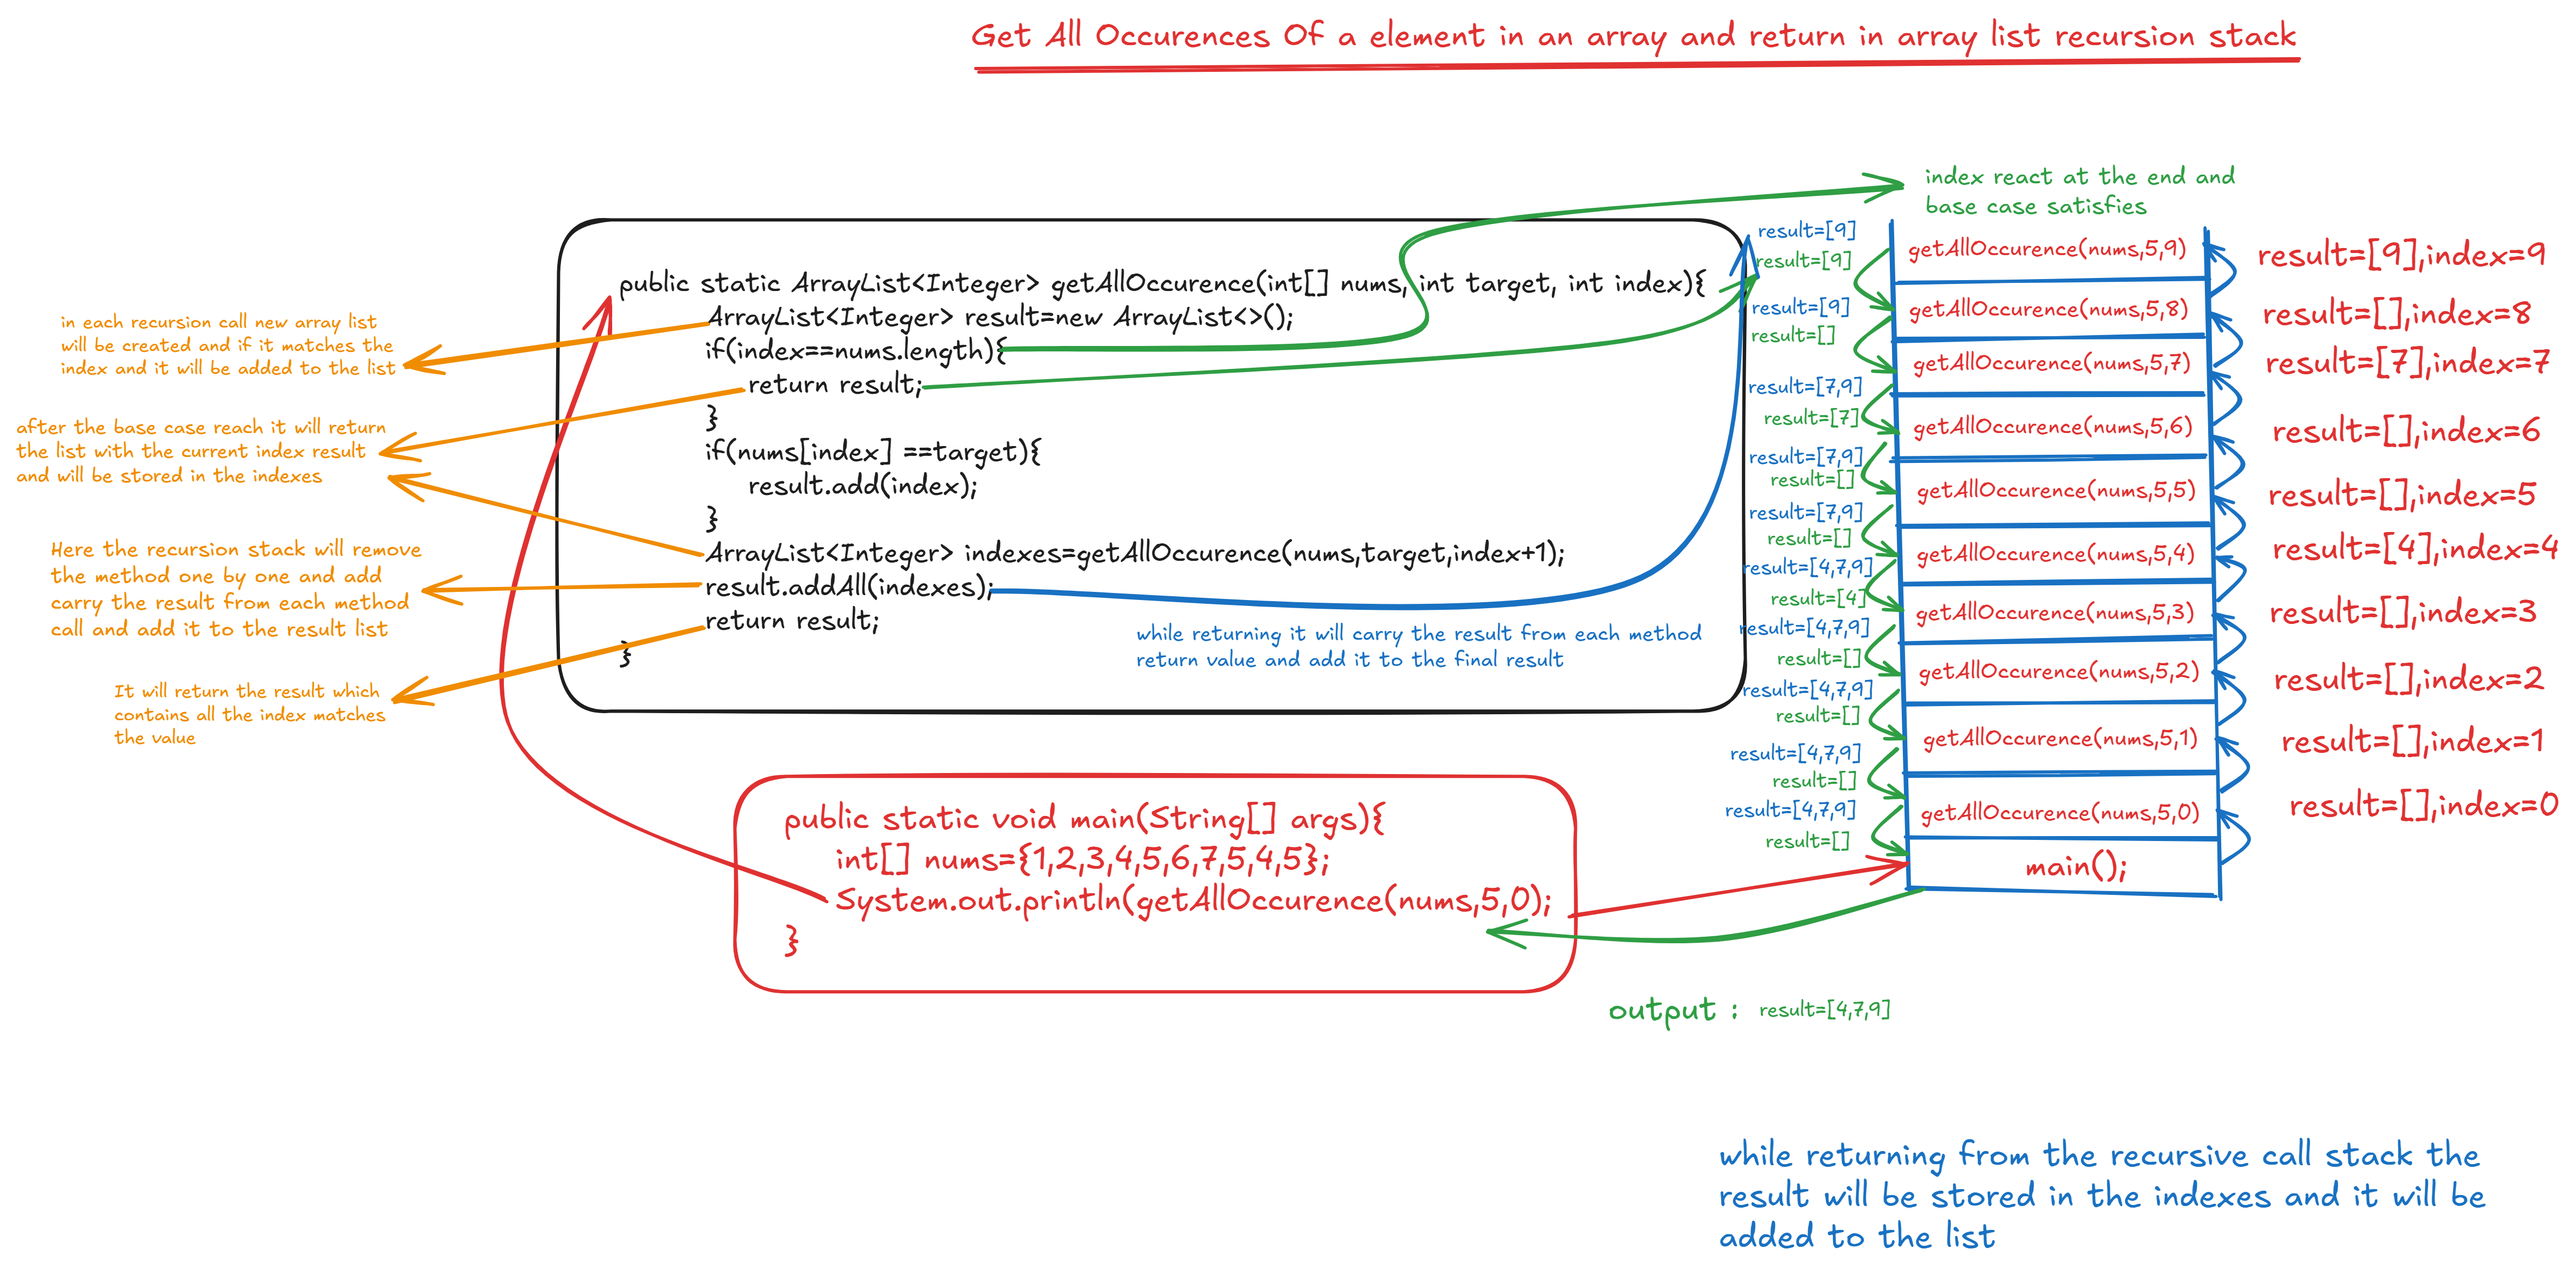 Get All Occurences Of a element in an array and return in array list recursion stack
in each recursion call new array list
will be created and if it matches the
index and it will be added to the list
after the base case reach it will return
the list with the current index result
and will be stored in the indexes
Here the recursion stack will remove
the method one by one and add
carry the result from each method
call and add it to the result list
It will return the result which
contains all the index matches
the value
public static ArrayList<Integer> getAllOccurence(int[] nums, int target, int index){
ArrayList<Integer> result=new ArrayList<>();
if(index==nums.length){
return result;
}
if(nums[index] ==target){
result.add(index);
}
ArrayList<Integer> indexes=getAllOccurence(nums,target,index+1);
result.addAll(indexes);
return result;
}
while returning it will carry the result from each method
return value and add it to the final result
public static void main(String[] args){
int[] nums={1,2,3,4,5,6,7,5,4,5};
System.out.println(getAllOccurence(nums,5,0);
}
index react at the end and
base case satisfies
result=[9]
result=[9]
result=[9]
result=[]
result=[7,9]
result=[7]
result=[7,9]
result=[]
result=[7,9]
result=[]
result=[4,7,9]
result=[4]
result=[4,7,9]
result=[]
result=[4,7,9]
result=[]
result=[4,7,9]
result=[]
result=[4,7,9]
result=[]
getAllOccurence(nums,5,9)
getAllOccurence(nums,5,8)
getAllOccurence(nums,5,7)
getAllOccurence(nums,5,6)
getAllOccurence(nums,5,5)
getAllOccurence(nums,5,4)
getAllOccurence(nums,5,3)
getAllOccurence(nums,5,2)
getAllOccurence(nums,5,1)
getAllOccurence(nums,5,0)
main();
result=[9],index=9
result=[],index=8
result=[7],index=7
result=[],index=6
result=[],index=5
result=[4],index=4
result=[],index=3
result=[],index=2
result=[],index=1
result=[],index=0
output : result=[4,7,9]
while returning from the recursive call stack the
result will be stored in the indexes and it will be
added to the list